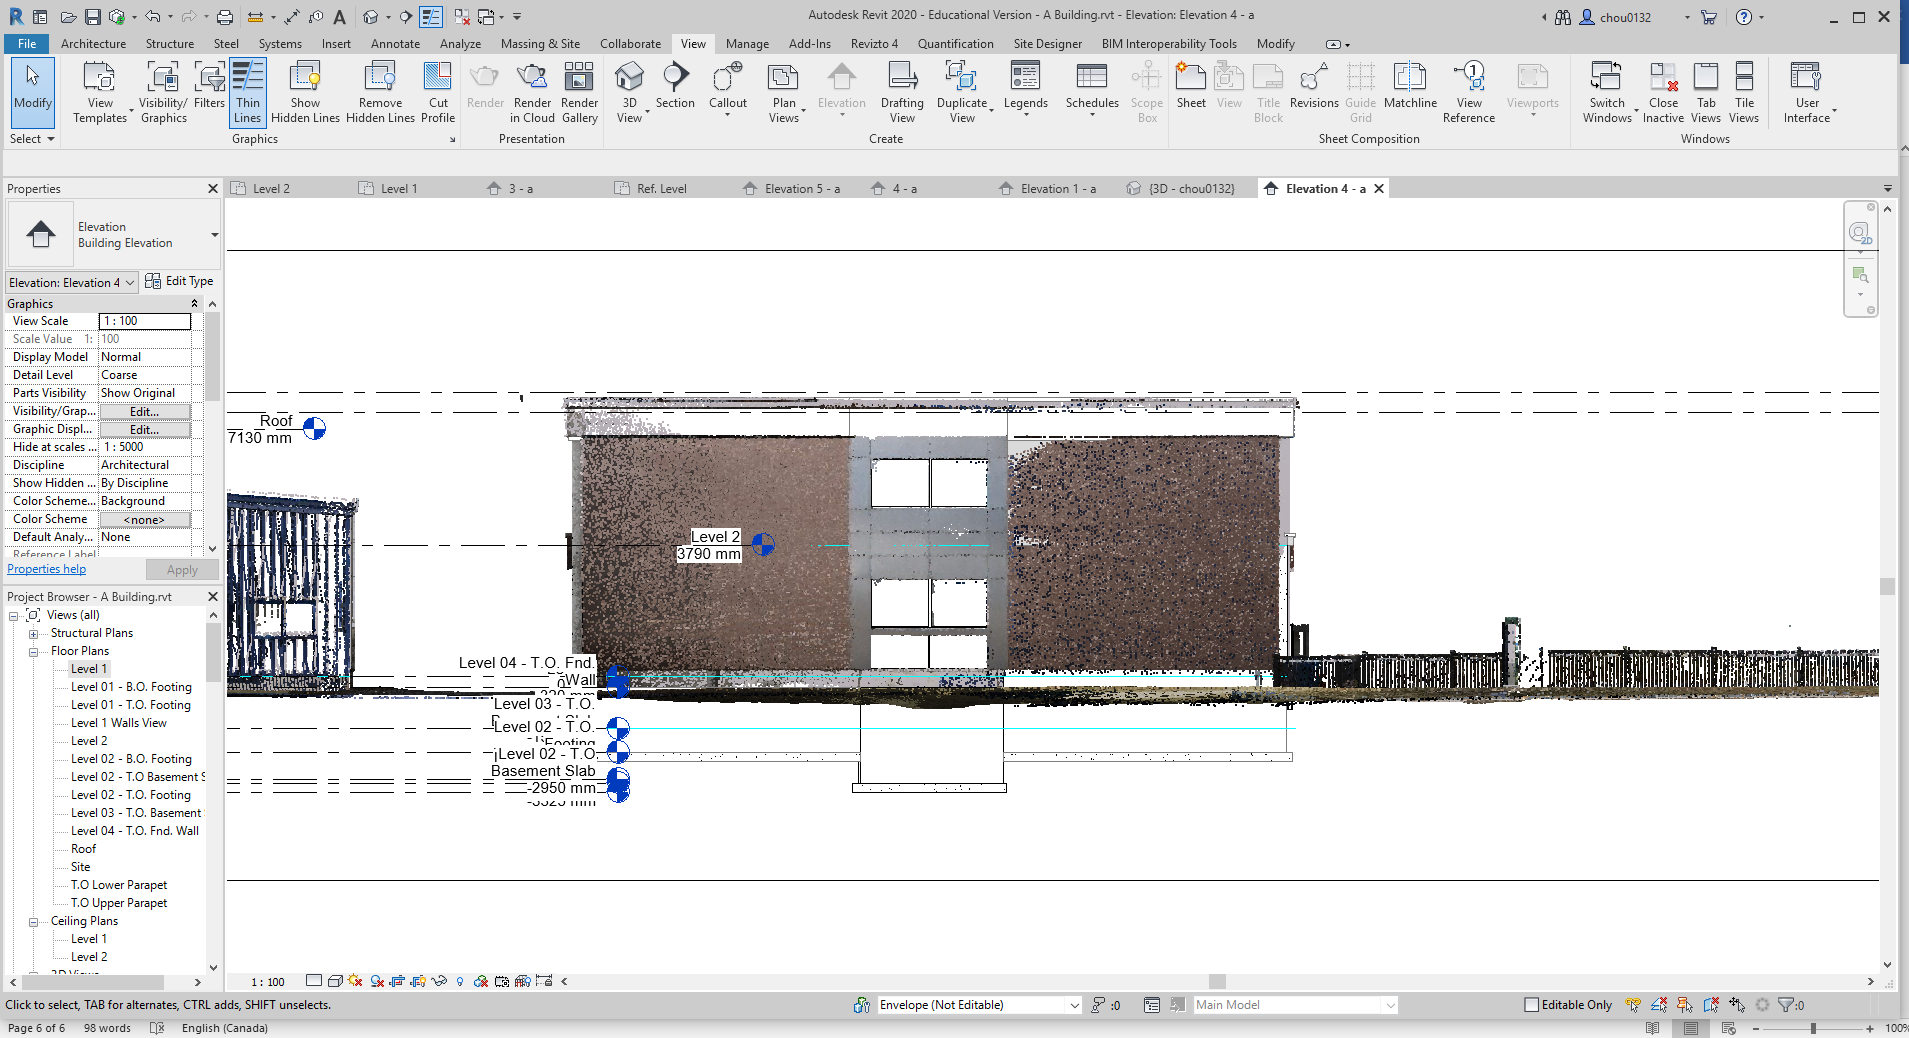 Autodesk Revit 2020 - Educational Version - A Building.rvt - Elevation: Elevation 4 - a
chou0132
File Architecture Structure Steel Systems Insert Annotate Analyze Massing & Site Collaborate View Manage Add-Ins Revizto 4 Quantification Site Designer BIM Interoperability Tools Modify
Modify
View Templates
Visibility/ Graphics
Filters
Thin Lines
Show Hidden Lines
Remove Hidden Lines
Cut Profile
Render
Render in Cloud
Render Gallery
3D View
Section
Callout
Plan Views
Elevation
Drafting View
Duplicate View
Legends
Schedules
Scope Box
Sheet
View
Title Block
Revisions
Guide Grid
Matchline
View Reference
Viewports
Switch Windows
Close Inactive
Tab Views
Tile Views
User Interface
Select Graphics Presentation Create Sheet Composition Windows
Properties
Level 2 Level 1 3 - a Ref. Level Elevation 5 - a 4 - a Elevation 1 - a {3D - chou0132} Elevation 4 - a
Elevation
Building Elevation
Elevation: Elevation 4 Edit Type
Graphics
View Scale 1 : 100
Scale Value 1: 100
Display Model Normal
Detail Level Coarse
Parts Visibility Show Original
Visibility/Grap... Edit...
Graphic Displ... Edit...
Hide at scales ... 1 : 5000
Discipline Architectural
Show Hidden ... By Discipline
Color Scheme... Background
Color Scheme <none>
Default Analy... None
Reference Label
Properties help Apply
Project Browser - A Building.rvt
Views (all)
Structural Plans
Floor Plans
Level 1
Level 01 - B.O. Footing
Level 01 - T.O. Footing
Level 1 Walls View
Level 2
Level 02 - B.O. Footing
Level 02 - T.O Basement S
Level 02 - T.O. Footing
Level 03 - T.O. Basement
Level 04 - T.O. Fnd. Wall
Roof
Site
T.O Lower Parapet
T.O Upper Parapet
Ceiling Plans
Level 1
Level 2
3D Views
Roof
7130 mm
Level 2
3790 mm
Level 04 - T.O. Fnd.
Wall
Level 03 - T.O.
Level 02 - T.O.
Footing
Level 02 - T.O
Basement Slab
-2950 mm
2D
1 : 100
Click to select, TAB for alternates, CTRL adds, SHIFT unselects.
Envelope (Not Editable) :0 Main Model Editable Only :0
Page 6 of 6 98 words English (Canada) 100%